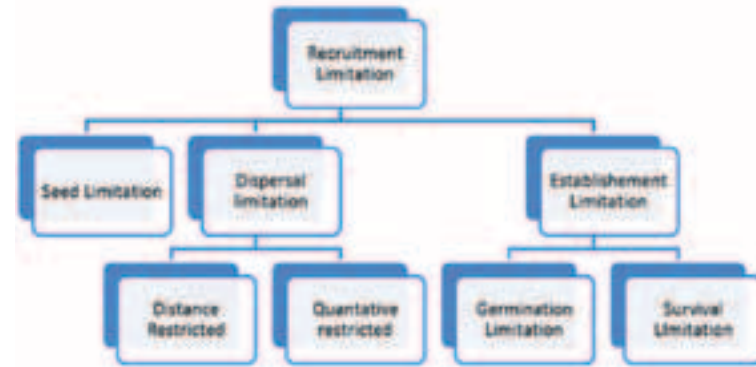 Recruitment
Limitation
Seed Limitation
Dispersal
limitation
Establishement
Limitation
Distance
Restricted
Quantative
restricted
Germination
Limitation
Survival
LImitation